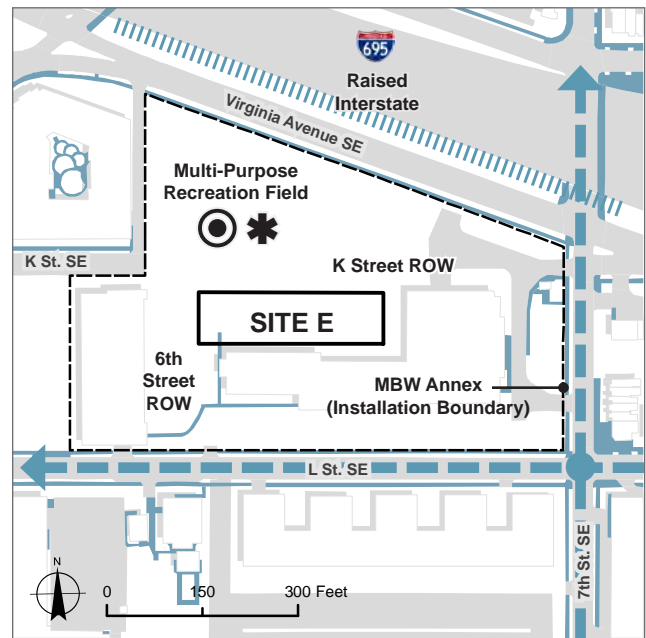 695
Raised
Interstate
Virginia Avenue SE
Multi-Purpose
Recreation Field
K St. SE
K Street ROW
SITE E
6th
Street
ROW
MBW Annex
(Installation Boundary)
L St. SE
7th St. SE
N
0 150 300 Feet